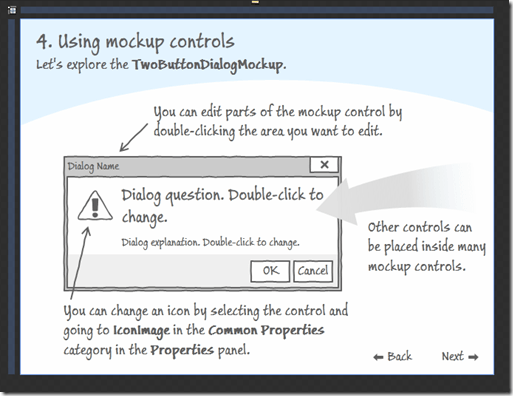 4. Using mockup controls
Let's explore the TwoButtonDialogMockup.
You can edit parts of the mockup control by
double-clicking the area you want to edit.
Dialog Name
Dialog question. Double-click to
change.
Dialog explanation. Double-click to change.
OK Cancel
Other controls can
be placed inside many
mockup controls.
You can change an icon by selecting the control and
going to IconImage in the Common Properties
category in the Properties panel.
Back Next